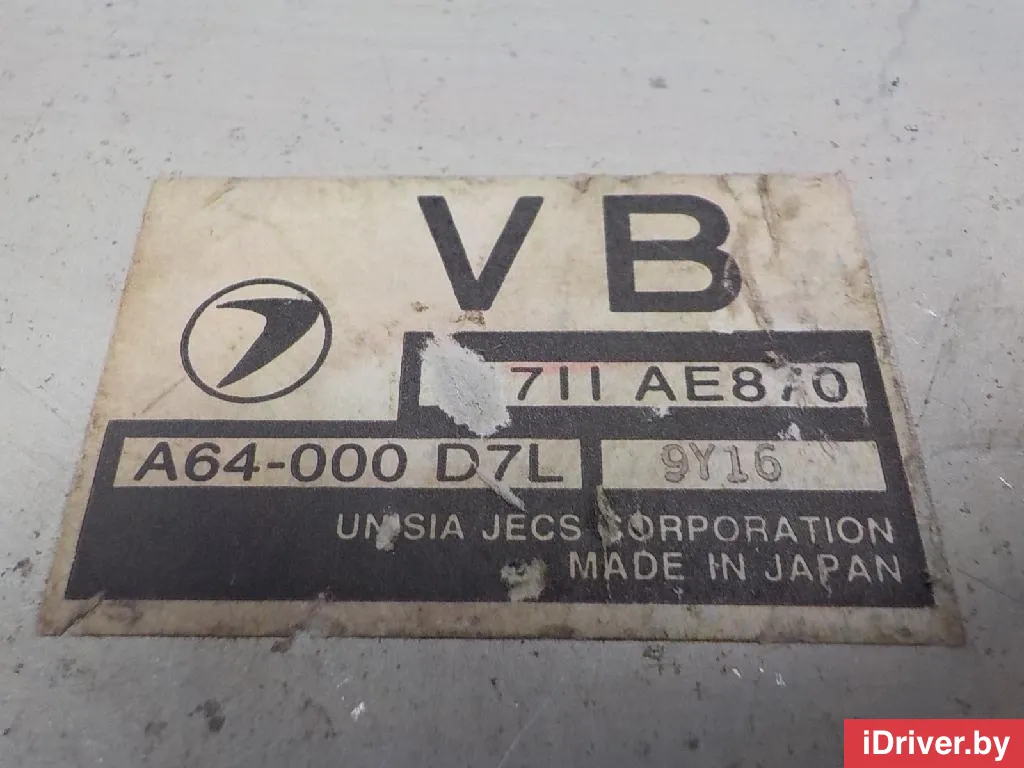 VB
711 AE870
A64-000 D7L 9Y16
UNISIA JECS CORPORATION
MADE IN JAPAN
iDriver.by